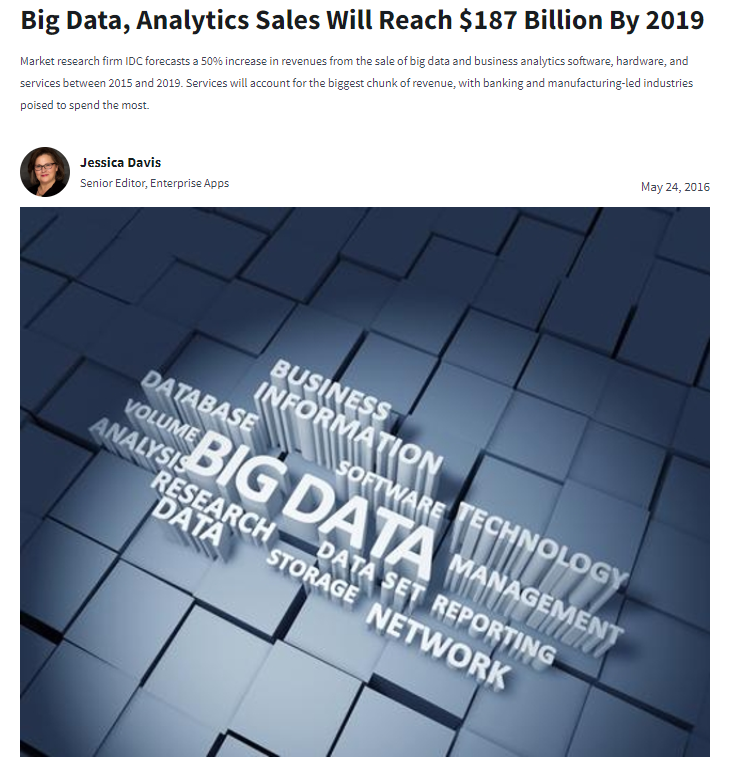 Big Data, Analytics Sales Will Reach $187 Billion By 2019
Market research firm IDC forecasts a 50% increase in revenues from the sale of big data and business analytics software, hardware, and
services between 2015 and 2019. Services will account for the biggest chunk of revenue, with banking and manufacturing-led industries
poised to spend the most.
Jessica Davis
Senior Editor, Enterprise Apps
May 24, 2016
BUSINESS
DATABASE
INFORMATION
VOLUME
ANALYSIS
BIG DATA
SOFTWARE
TECHNOLOGY
RESEARCH
DATA
STORAGE
DATA SET
MANAGEMENT
REPORTING
NETWORK